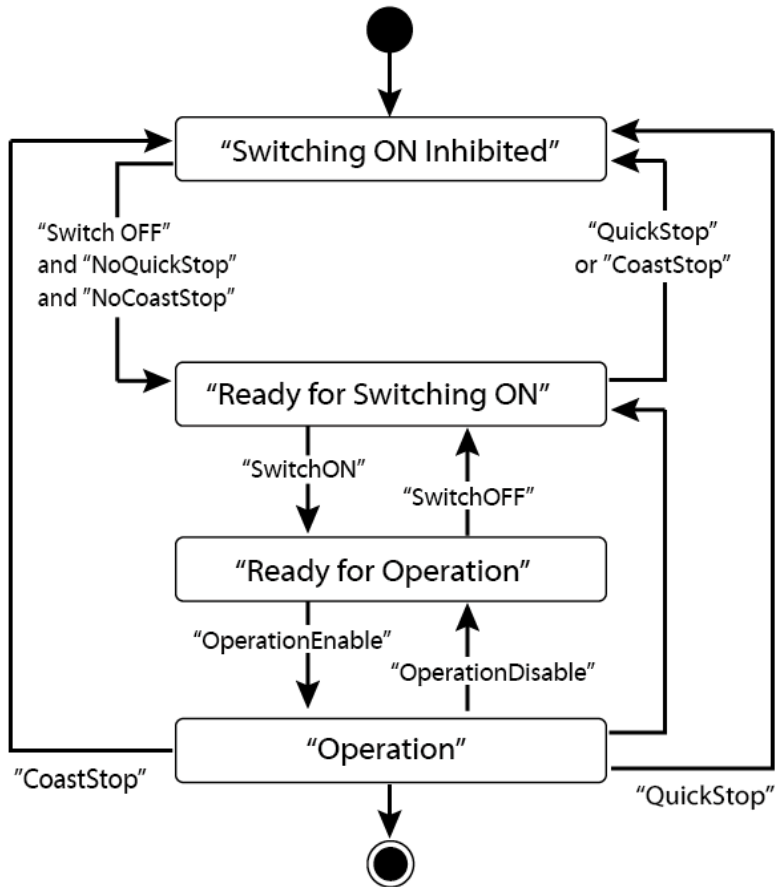 “Switching ON Inhibited”
“Switch OFF”
and “NoQuickStop”
and ”NoCoastStop”
“QuickStop”
or ”CoastStop”
“Ready for Switching ON”
“SwitchON”
“SwitchOFF”
“Ready for Operation”
“OperationEnable”
“OperationDisable”
“Operation”
”CoastStop”
“QuickStop”